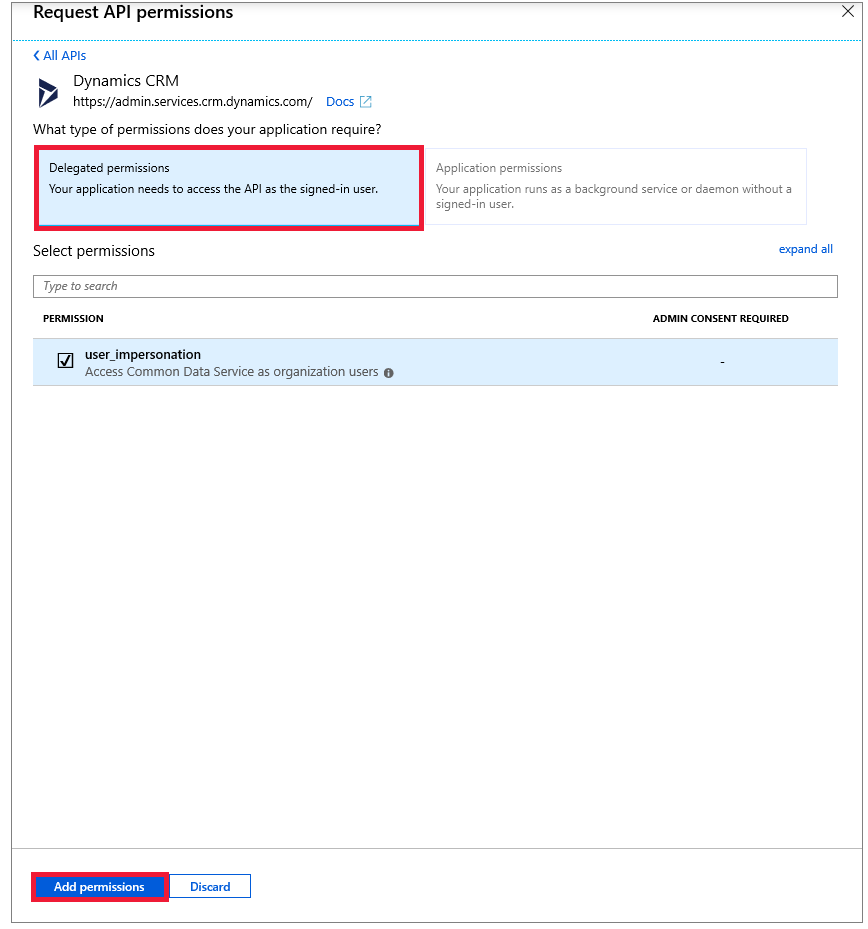 Request API permissions
All APIs
Dynamics CRM
https://admin.services.crm.dynamics.com/ Docs
What type of permissions does your application require?
Delegated permissions
Your application needs to access the API as the signed-in user.
Application permissions
Your application runs as a background service or daemon without a
signed-in user.
Select permissions
expand all
Type to search
PERMISSION
ADMIN CONSENT REQUIRED
user_impersonation
Access Common Data Service as organization users
-
Add permissions
Discard